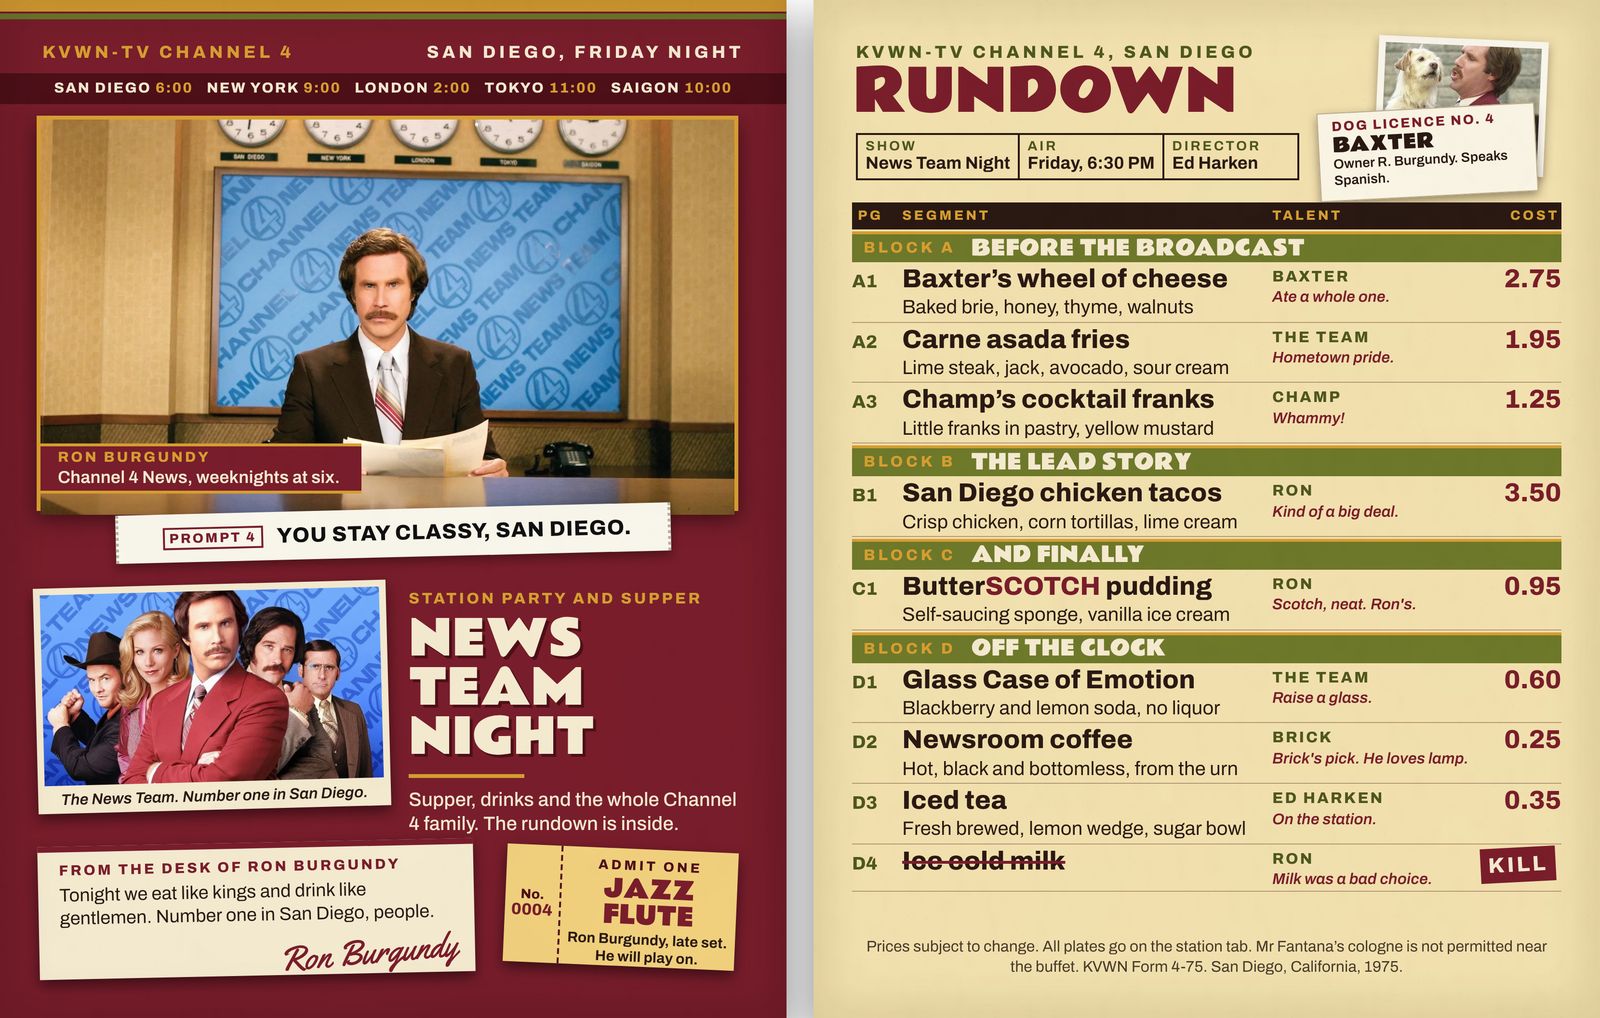 KVWN-TV CHANNEL 4
SAN DIEGO, FRIDAY NIGHT
SAN DIEGO 6:00 NEW YORK 9:00 LONDON 2:00 TOKYO 11:00 SAIGON 10:00
SAN DIEGO NEW YORK LONDON TOKYO SAIGON
CHANNEL 4 NEWS TEAM
RON BURGUNDY
Channel 4 News, weeknights at six.
PROMPT 4 YOU STAY CLASSY, SAN DIEGO.
The News Team. Number one in San Diego.
STATION PARTY AND SUPPER
NEWS
TEAM
NIGHT
Supper, drinks and the whole Channel
4 family. The rundown is inside.
FROM THE DESK OF RON BURGUNDY
Tonight we eat like kings and drink like
gentlemen. Number one in San Diego, people.
Ron Burgundy
No.
0004
ADMIT ONE
JAZZ
FLUTE
Ron Burgundy, late set.
He will play on.
KVWN-TV CHANNEL 4, SAN DIEGO
RUNDOWN
SHOW
News Team Night
AIR
Friday, 6:30 PM
DIRECTOR
Ed Harken
DOG LICENCE NO. 4
BAXTER
Owner R. Burgundy. Speaks
Spanish.
PG SEGMENT TALENT COST
BLOCK A BEFORE THE BROADCAST
A1 Baxter's wheel of cheese BAXTER 2.75
Baked brie, honey, thyme, walnuts Ate a whole one.
A2 Carne asada fries THE TEAM 1.95
Lime steak, jack, avocado, sour cream Hometown pride.
A3 Champ's cocktail franks CHAMP 1.25
Little franks in pastry, yellow mustard Whammy!
BLOCK B THE LEAD STORY
B1 San Diego chicken tacos RON 3.50
Crisp chicken, corn tortillas, lime cream Kind of a big deal.
BLOCK C AND FINALLY
C1 ButterSCOTCH pudding RON 0.95
Self-saucing sponge, vanilla ice cream Scotch, neat. Ron's.
BLOCK D OFF THE CLOCK
D1 Glass Case of Emotion THE TEAM 0.60
Blackberry and lemon soda, no liquor Raise a glass.
D2 Newsroom coffee BRICK 0.25
Hot, black and bottomless, from the urn Brick's pick. He loves lamp.
D3 Iced tea ED HARKEN 0.35
Fresh brewed, lemon wedge, sugar bowl On the station.
D4 Ice cold milk RON KILL
Milk was a bad choice.
Prices subject to change. All plates go on the station tab. Mr Fantana's cologne is not permitted near
the buffet. KVWN Form 4-75. San Diego, California, 1975.